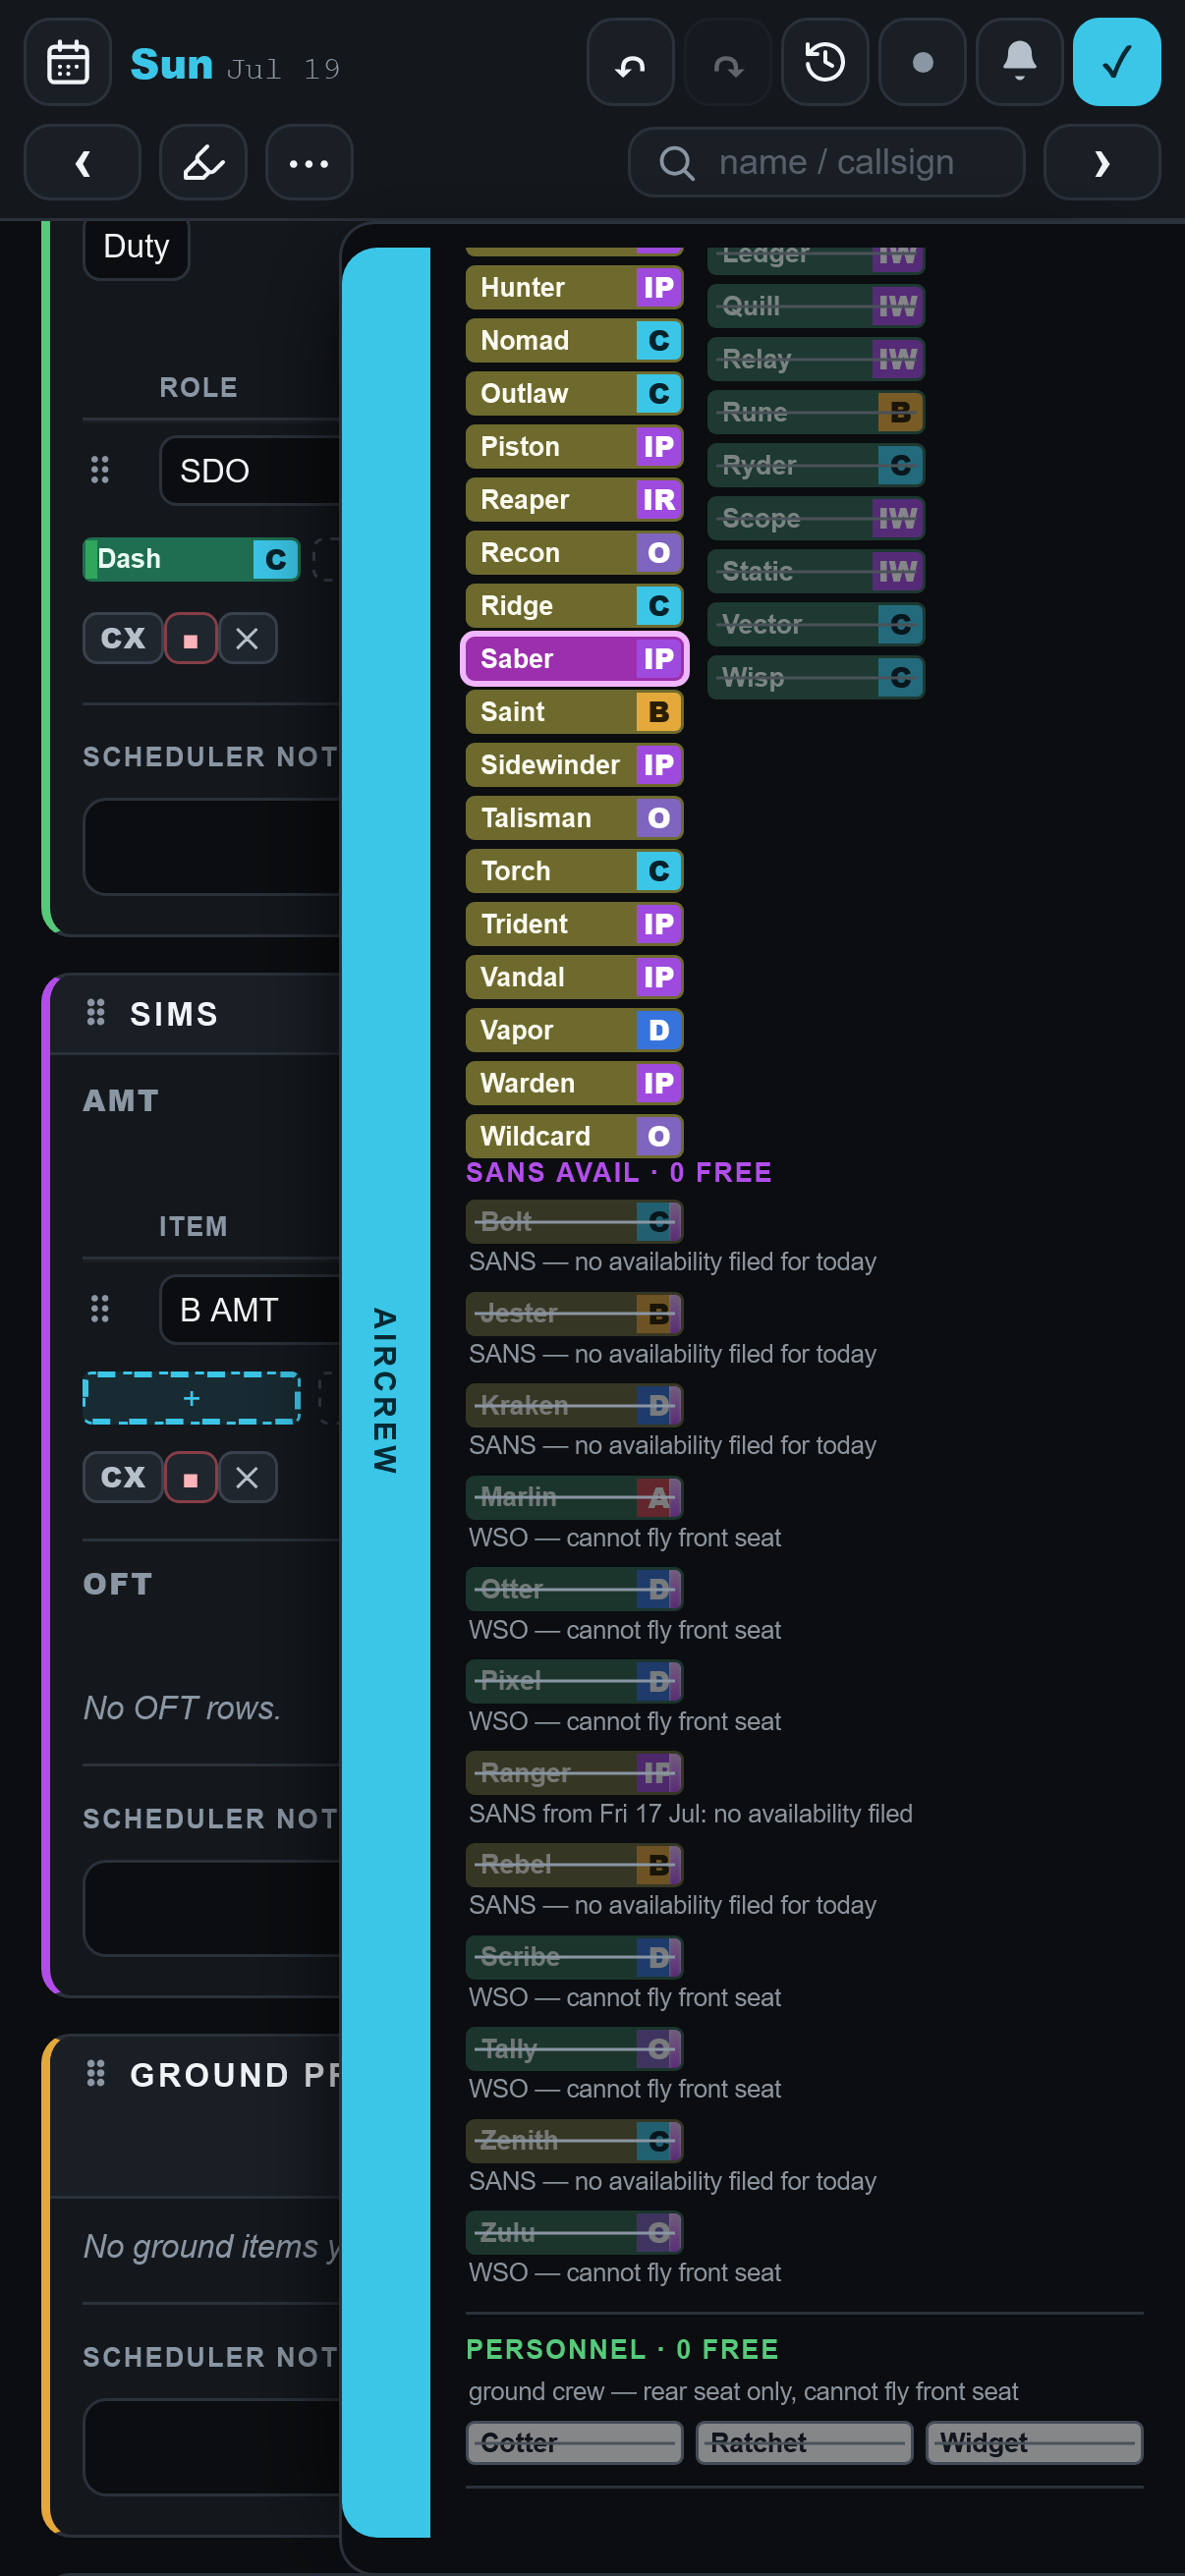 Sun Jul 19
name / callsign
Duty
ROLE
SDO
Dash C
CX
SCHEDULER NOT
SIMS
AMT
ITEM
B AMT
+
CX
OFT
No OFT rows.
SCHEDULER NOT
GROUND PR
No ground items y
SCHEDULER NOT
AIRCREW
Hunter IP
Nomad C
Outlaw C
Piston IP
Reaper IR
Recon O
Ridge C
Saber IP
Saint B
Sidewinder IP
Talisman O
Torch C
Trident IP
Vandal IP
Vapor D
Warden IP
Wildcard O
Ledger IW
Quill IW
Relay IW
Rune B
Ryder C
Scope IW
Static IW
Vector C
Wisp C
SANS AVAIL · 0 FREE
Bolt C
SANS — no availability filed for today
Jester B
SANS — no availability filed for today
Kraken D
SANS — no availability filed for today
Marlin A
WSO — cannot fly front seat
Otter D
WSO — cannot fly front seat
Pixel D
WSO — cannot fly front seat
Ranger IP
SANS from Fri 17 Jul: no availability filed
Rebel B
SANS — no availability filed for today
Scribe D
WSO — cannot fly front seat
Tally O
WSO — cannot fly front seat
Zenith C
SANS — no availability filed for today
Zulu O
WSO — cannot fly front seat
PERSONNEL · 0 FREE
ground crew — rear seat only, cannot fly front seat
Cotter Ratchet Widget